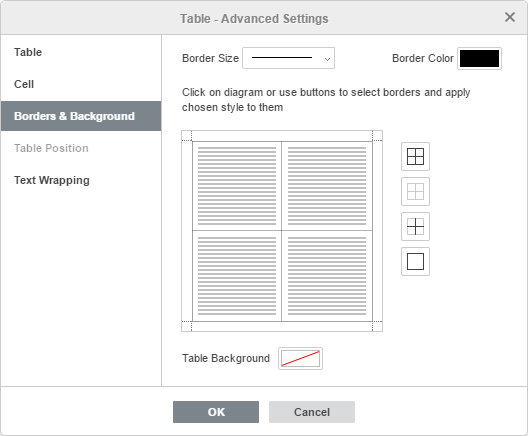 Table - Advanced Settings
Table
Cell
Borders & Background
Table Position
Text Wrapping
Border Size
Border Color
Click on diagram or use buttons to select borders and apply
chosen style to them
Table Background
OK
Cancel